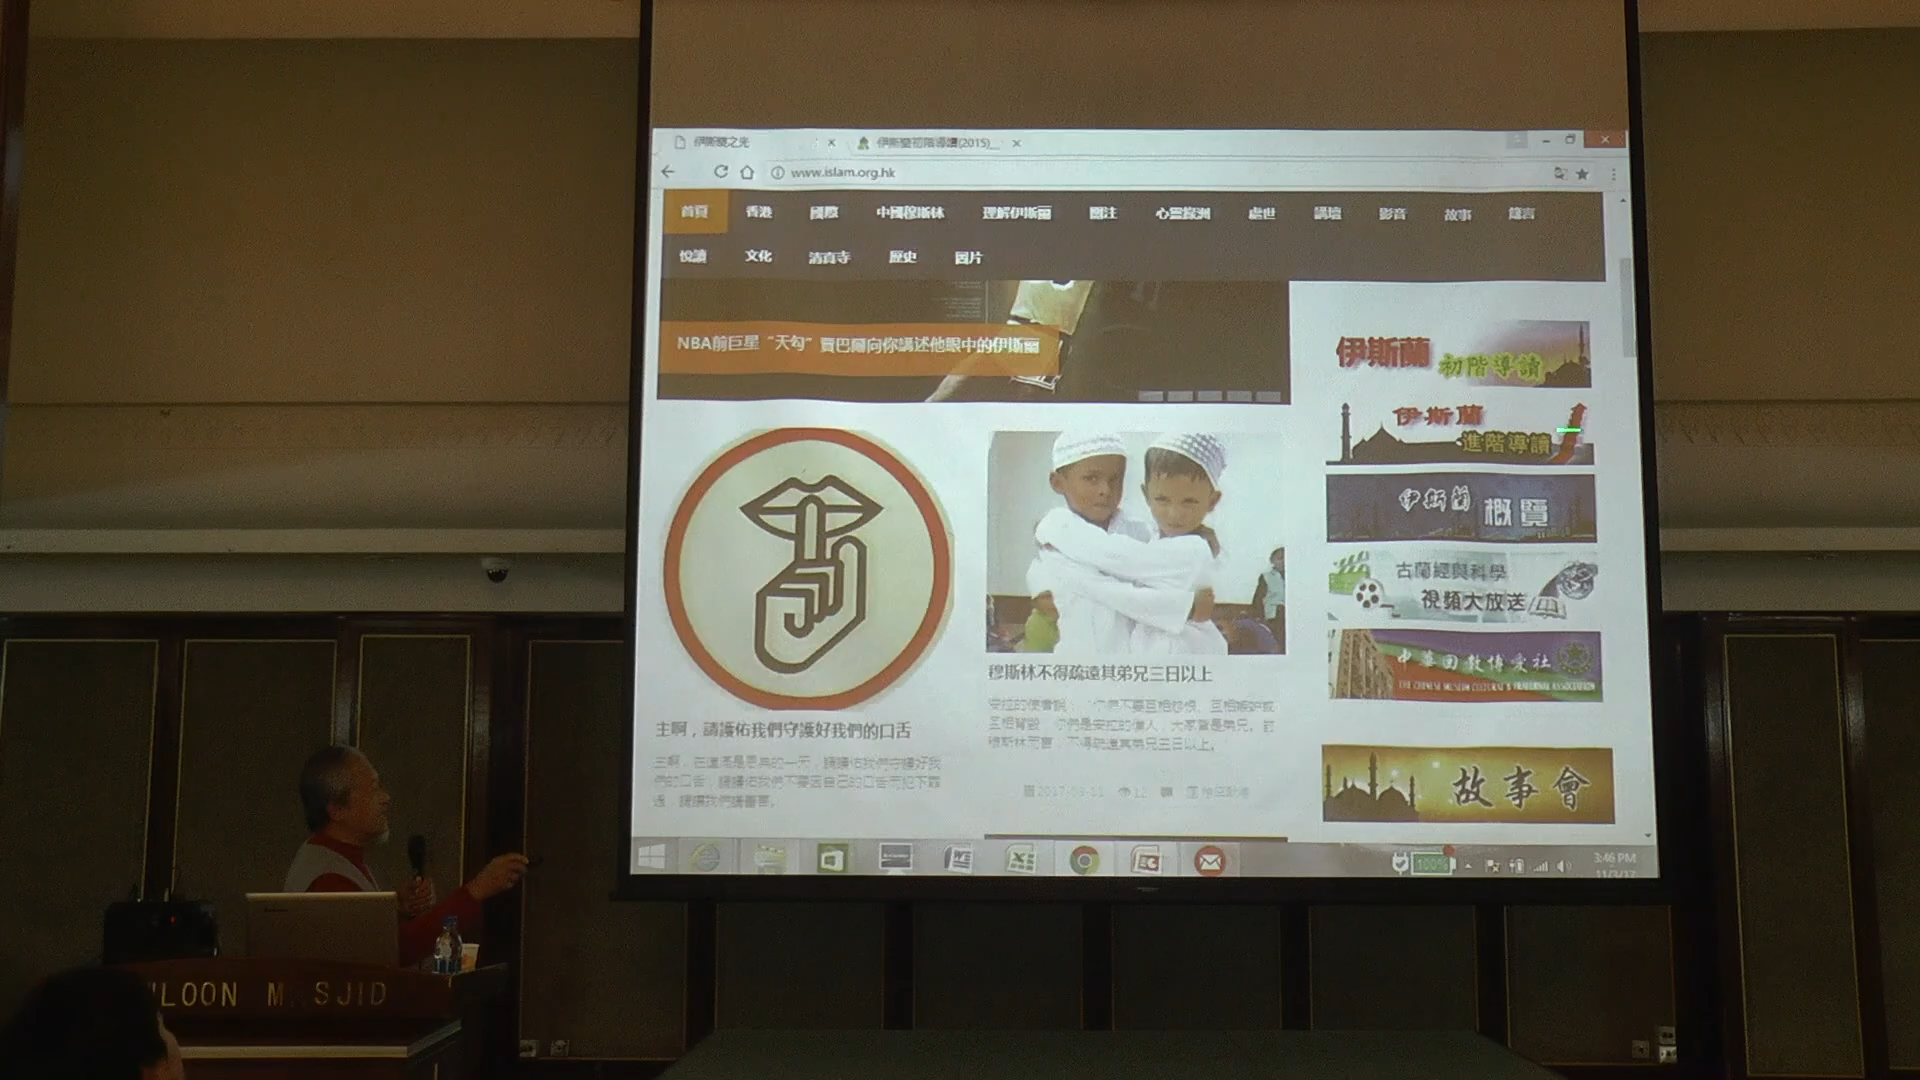 伊斯蘭之光
伊斯蘭初階導讀(2015)_
www.islam.org.hk
首頁 香港 國際 中國穆斯林 理解伊斯蘭 關注 心靈綠洲 處世 講壇 影音 故事 箴言
悅讀 文化 清真寺 歷史 圖片
NBA前巨星“天勾”賈巴爾向你講述他眼中的伊斯蘭
伊斯蘭 初階導讀
伊斯蘭
進階導讀
伊斯蘭 概覽
古蘭經與科學
視頻大放送
中華回教博愛社
THE CHINESE MUSLIM CULTURAL & FRATERNAL ASSOCIATION
故事會
主啊，請護佑我們守護好我們的口舌
穆斯林不得疏遠其弟兄三日以上
100%
3:46 PM
11/3/17
LOON M SJID